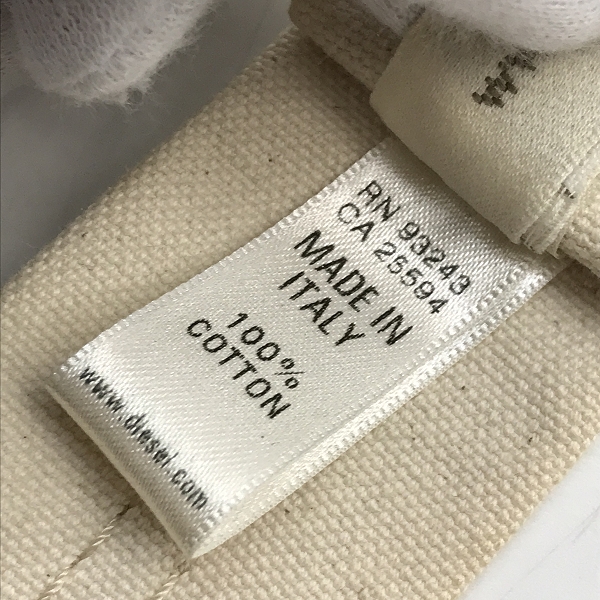 RN 93243
CA 25594
MADE IN
ITALY
100%
COTTON
www.diesel.com